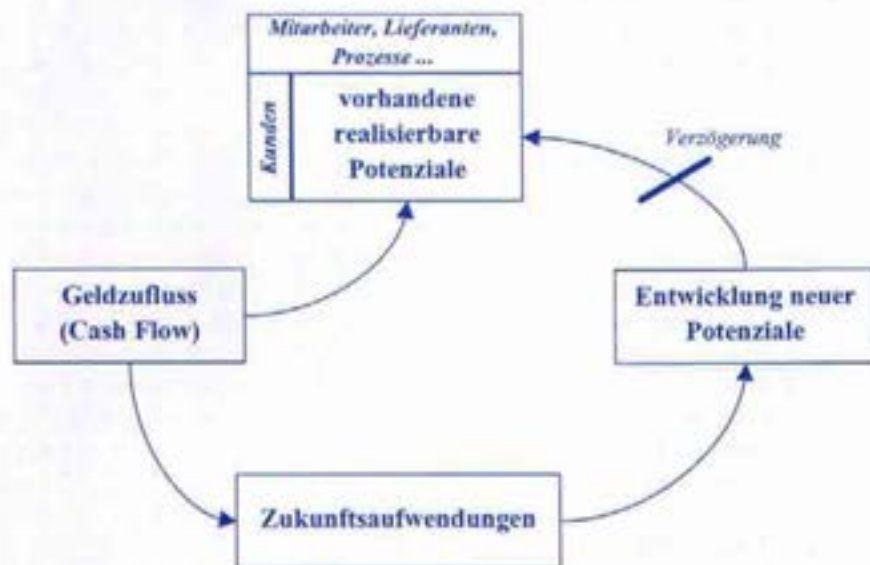 Mitarbeiter, Lieferanten,
Prozesse ...
Kunden
vorhandene
realisierbare
Potenziale
Verzögerung
Geldzufluss
(Cash Flow)
Entwicklung neuer
Potenziale
Zukunftsaufwendungen